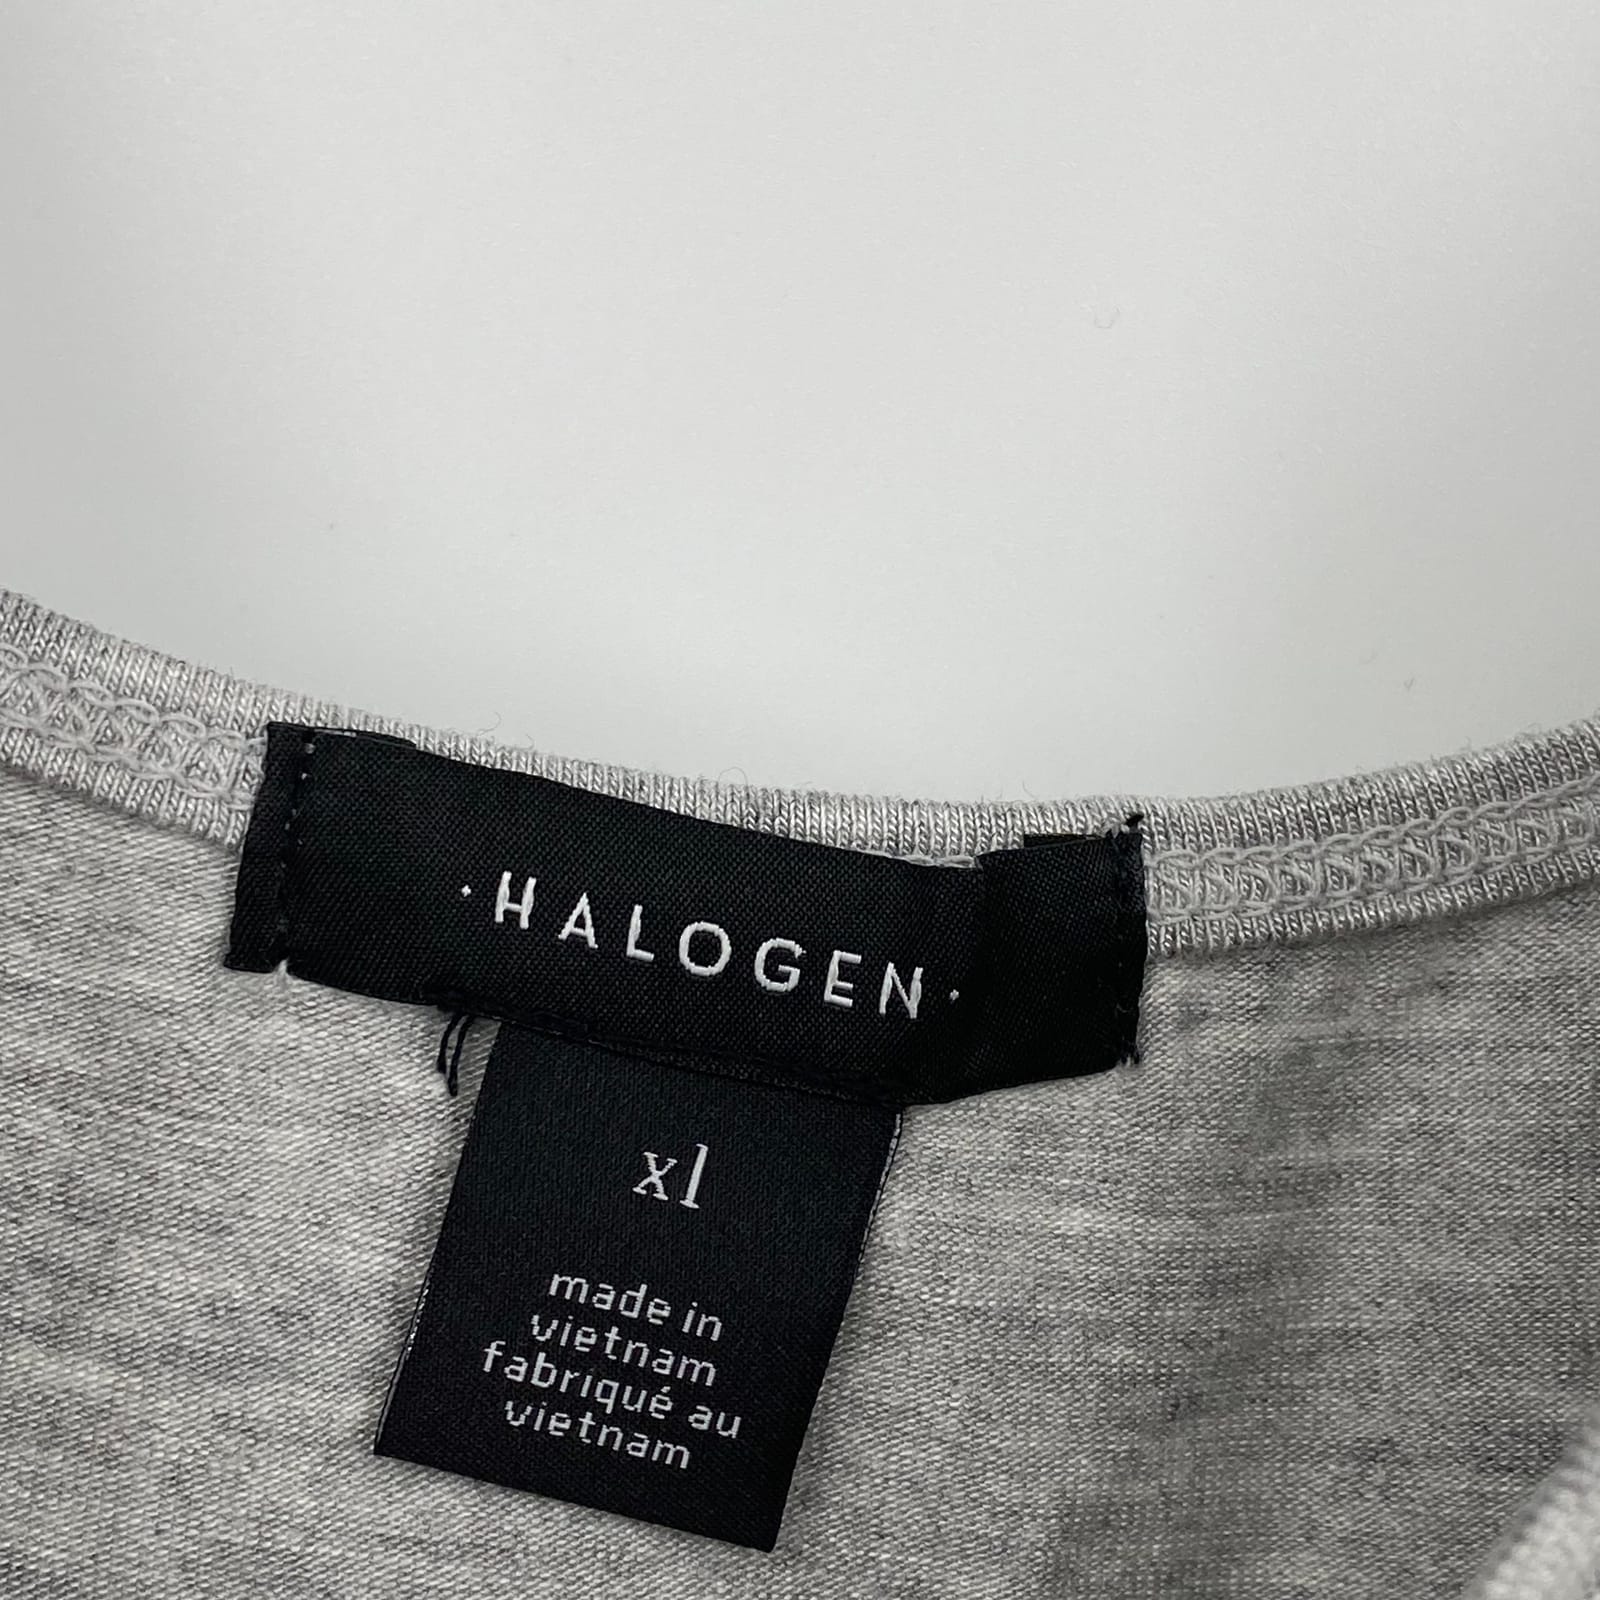 ·HALOGEN·
xl
made in
vietnam
fabriqué au
vietnam